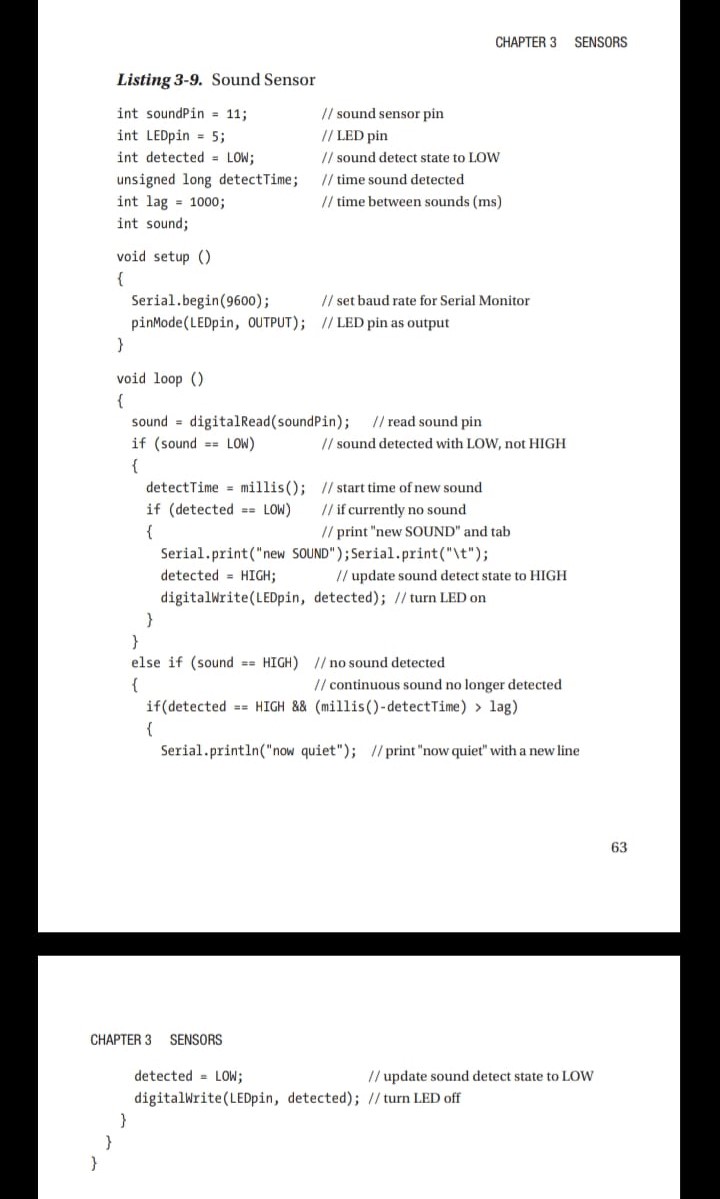 CHAPTER 3 SENSORS
Listing 3-9. Sound Sensor
int soundPin = 11; // sound sensor pin
int LEDpin = 5; // LED pin
int detected = LOW; // sound detect state to LOW
unsigned long detectTime; // time sound detected
int lag = 1000; // time between sounds (ms)
int sound;
void setup ()
{
Serial.begin(9600); // set baud rate for Serial Monitor
pinMode(LEDpin, OUTPUT); // LED pin as output
}
void loop ()
{
sound = digitalRead(soundPin); // read sound pin
if (sound == LOW) // sound detected with LOW, not HIGH
{
detectTime = millis(); // start time of new sound
if (detected == LOW) // if currently no sound
{ // print "new SOUND" and tab
Serial.print("new SOUND");Serial.print("\t");
detected = HIGH; // update sound detect state to HIGH
digitalWrite(LEDpin, detected); // turn LED on
}
}
else if (sound == HIGH) // no sound detected
{ // continuous sound no longer detected
if(detected == HIGH && (millis()-detectTime) > lag)
{
Serial.println("now quiet"); // print "now quiet" with a new line
63
CHAPTER 3 SENSORS
detected = LOW; // update sound detect state to LOW
digitalWrite(LEDpin, detected); // turn LED off
}
}
}